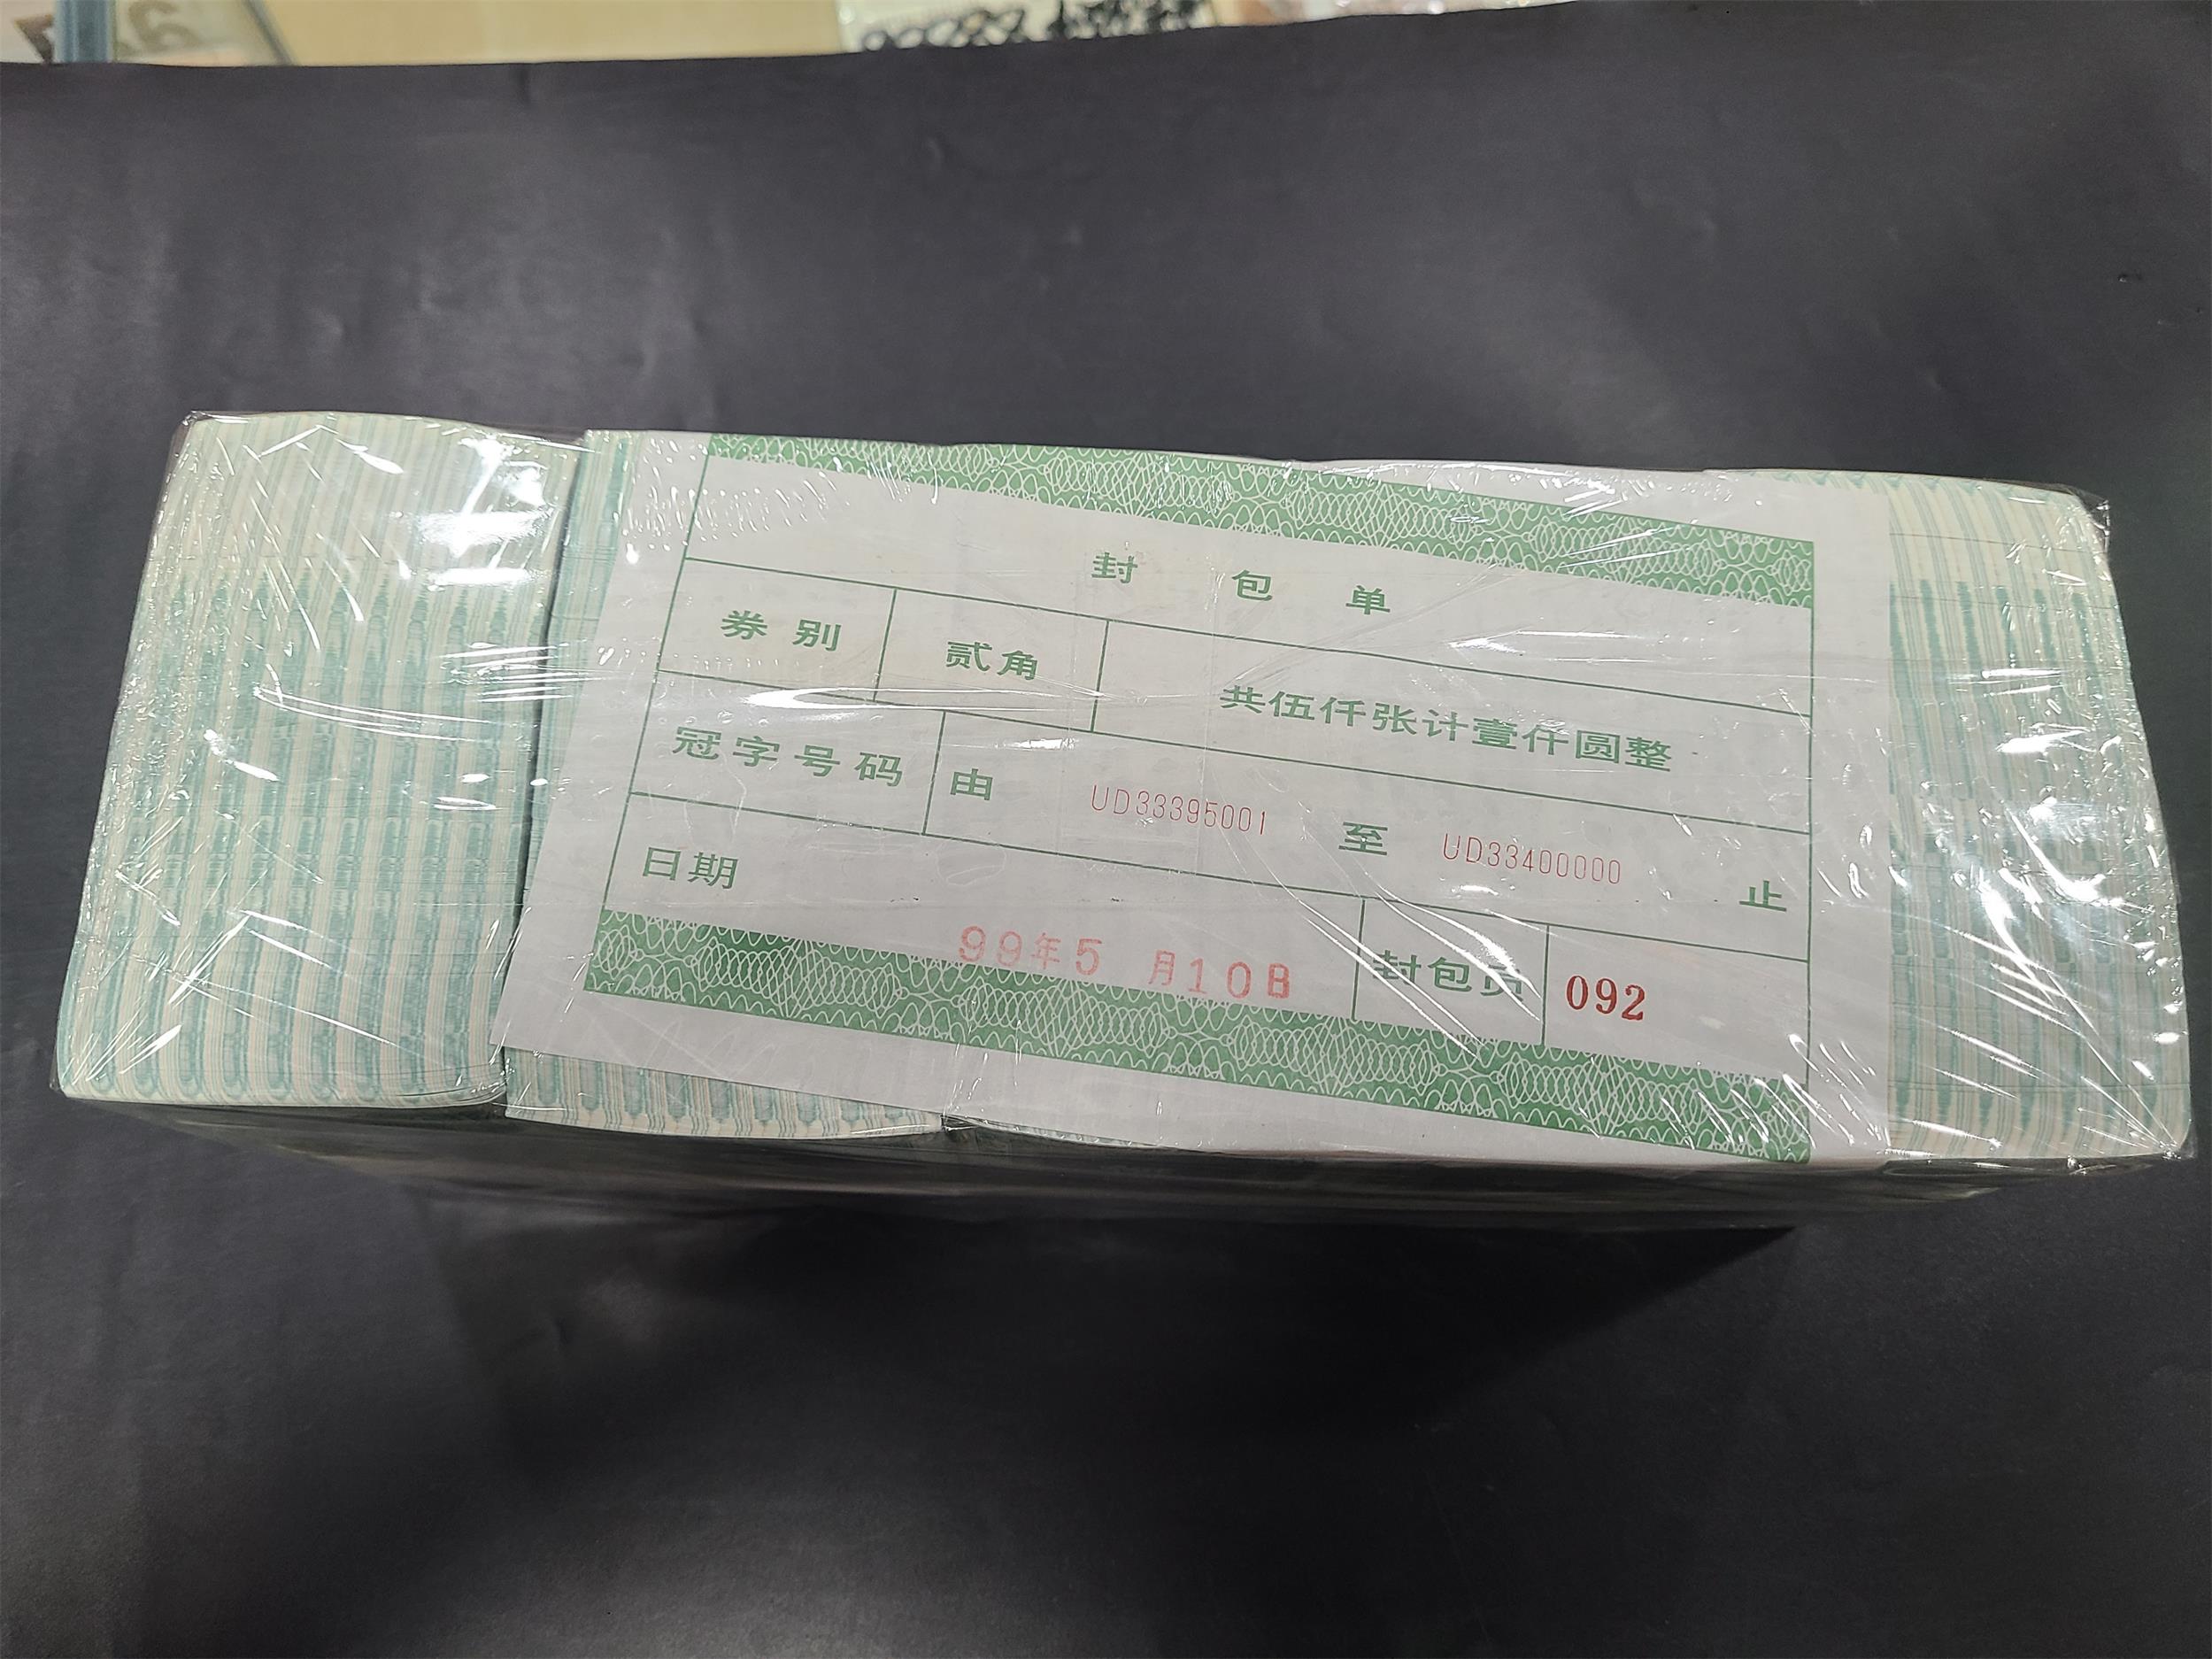 封包单
券别 贰角 共伍仟张计壹仟圆整
冠字号码 由 UD33395001 至 UD33400000 止
日期 99年5月10日 封包员 092